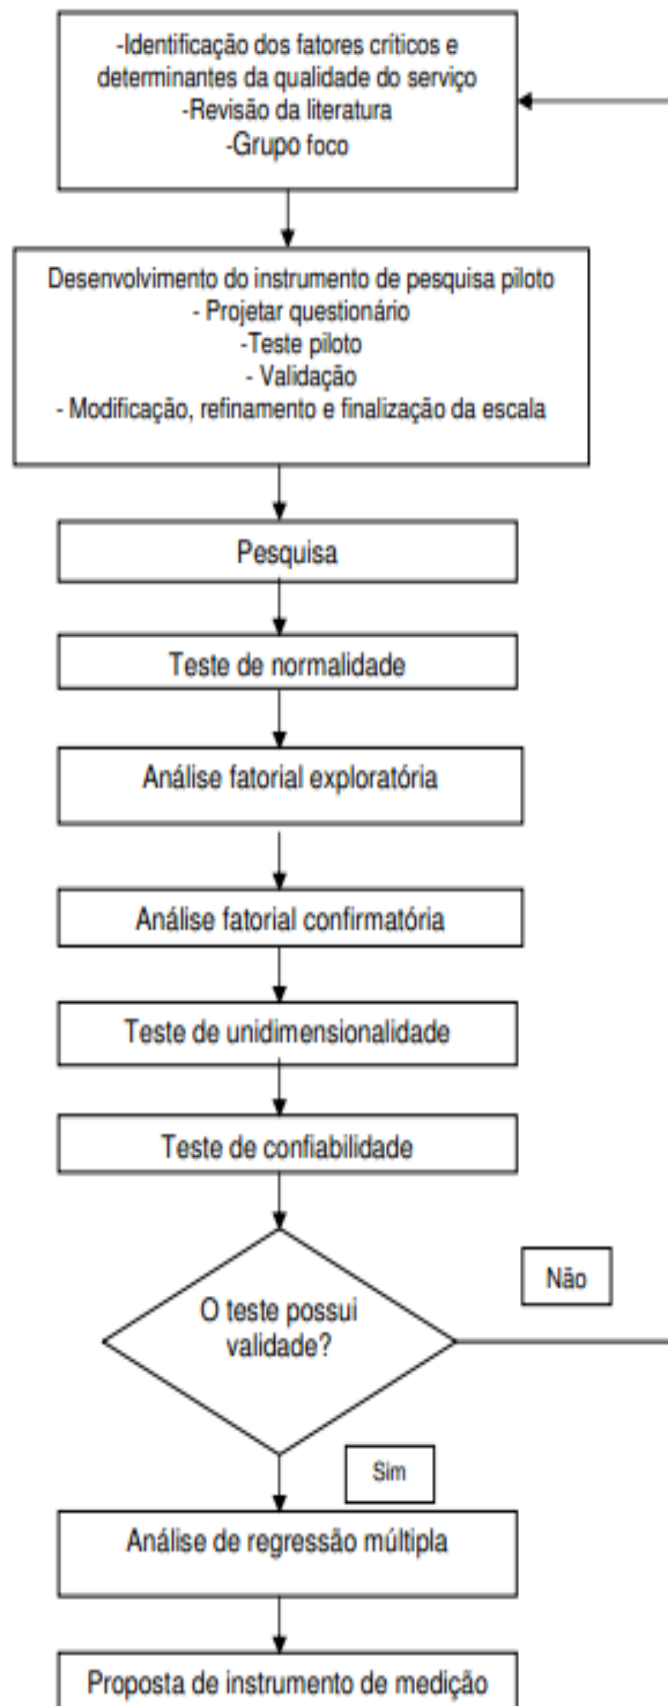 -Identificação dos fatores críticos e
determinantes da qualidade do serviço
-Revisão da literatura
-Grupo foco
Desenvolvimento do instrumento de pesquisa piloto
- Projetar questionário
-Teste piloto
- Validação
- Modificação, refinamento e finalização da escala
Pesquisa
Teste de normalidade
Análise fatorial exploratória
Análise fatorial confirmatória
Teste de unidimensionalidade
Teste de confiabilidade
O teste possui
validade?
Não
Sim
Análise de regressão múltipla
Proposta de instrumento de medição